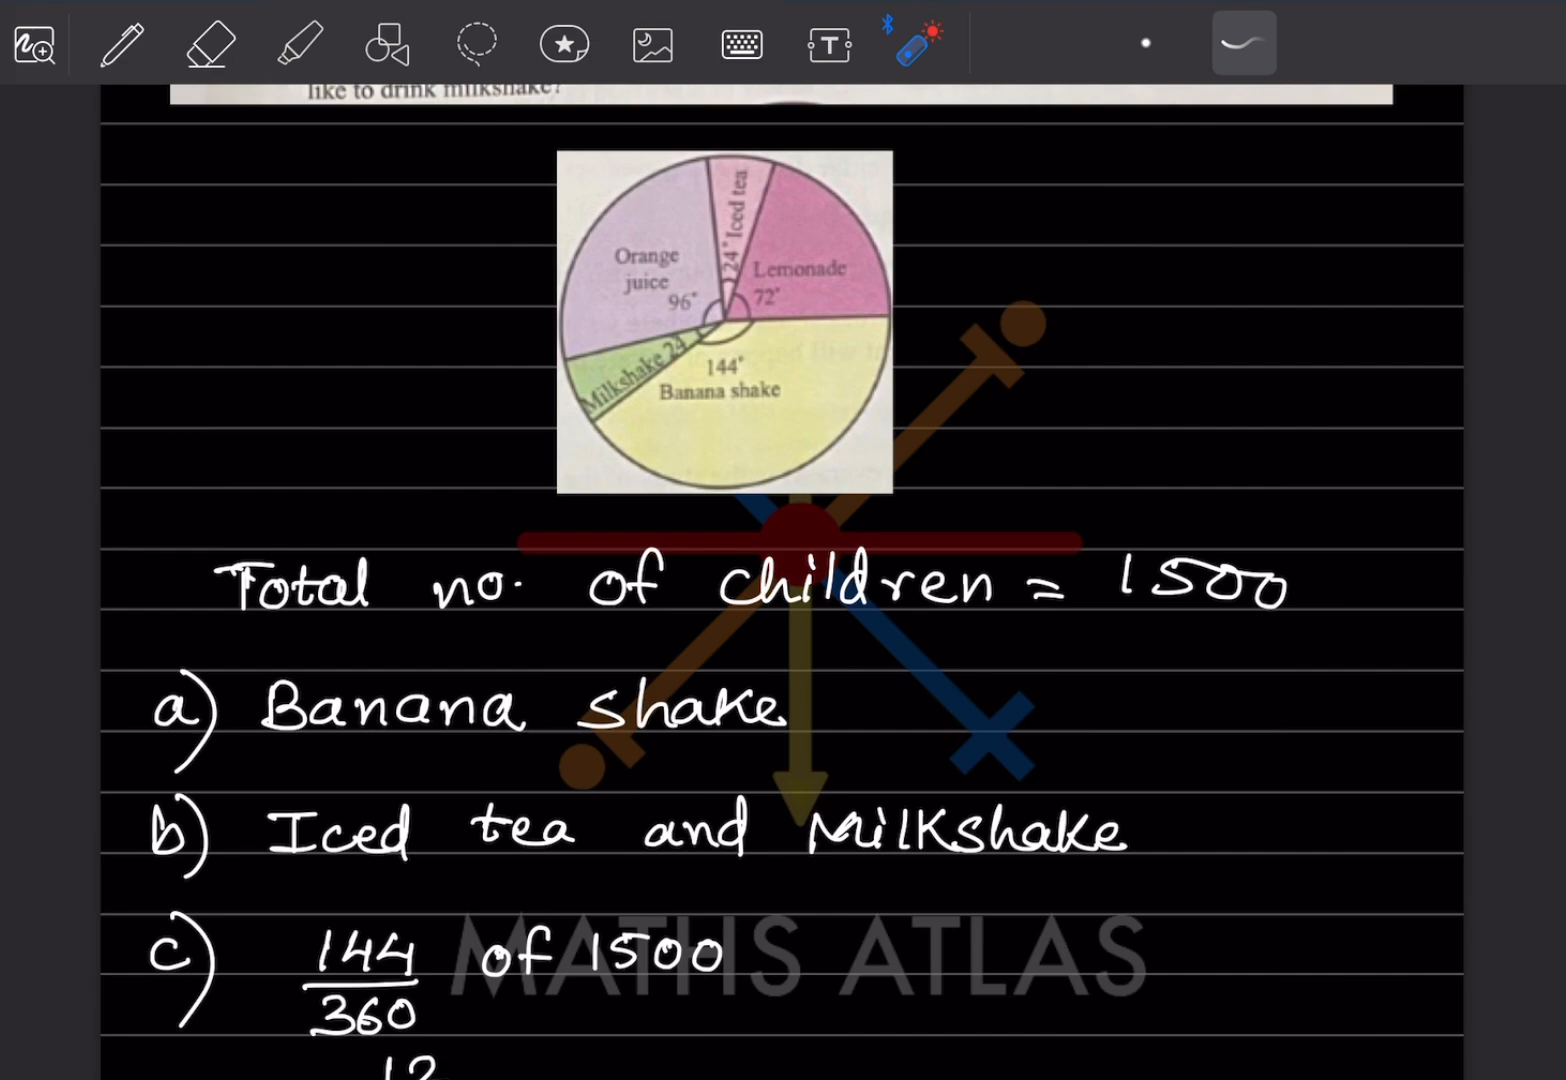 like to drink milkshake?
24° Iced tea
Orange
juice
96°
Lemonade
72°
Milkshake 24
144°
Banana shake
Total no. of children = 1500
a) Banana shake
b) Iced tea and Milkshake
MATHS ATLAS
c) 144 of 1500
360
12